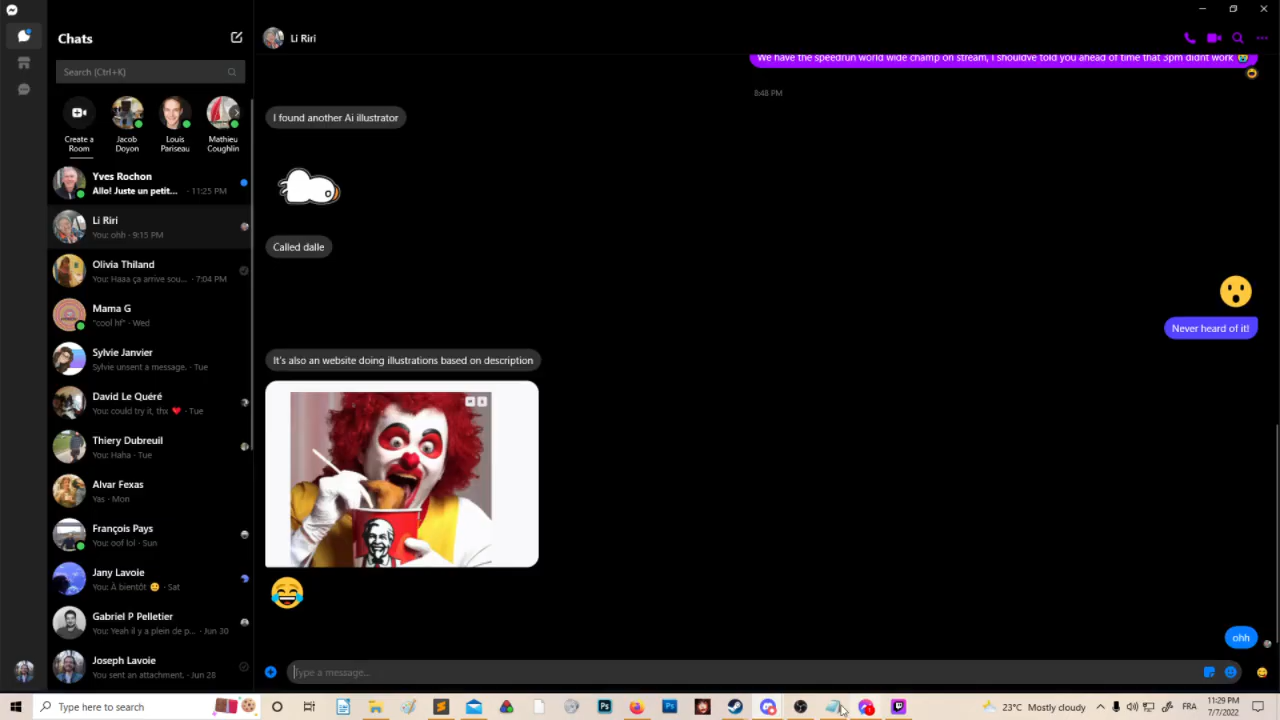 Chats
Search (Ctrl+K)
Create a
Room
Jacob
Doyon
Louis
Pariseau
Mathieu
Coughlin
Yves Rochon
Allo! Juste un petit... · 11:25 PM
Li Riri
You: ohh · 9:15 PM
Olivia Thiland
You: Haaa ça arrive sou... · 7:04 PM
Mama G
"cool hf" · Wed
Sylvie Janvier
Sylvie unsent a message. · Tue
David Le Quéré
You: could try it, thx ❤ · Tue
Thiery Dubreuil
You: Haha · Tue
Alvar Fexas
Yas · Mon
François Pays
You: oof lol · Sun
Jany Lavoie
You: À bientôt 🙂 · Sat
Gabriel P Pelletier
You: Yeah il y a plein de p... · Jun 30
Joseph Lavoie
You sent an attachment. · Jun 28
Li Riri
We have the speedrun world wide champ on stream, I shouldve told you ahead of time that 3pm didnt work
8:48 PM
I found another Ai illustrator
Called dalle
Never heard of it!
It's also an website doing illustrations based on description
ohh
Type a message...
Type here to search
Ps
23°C Mostly cloudy
FRA
11:29 PM
7/7/2022